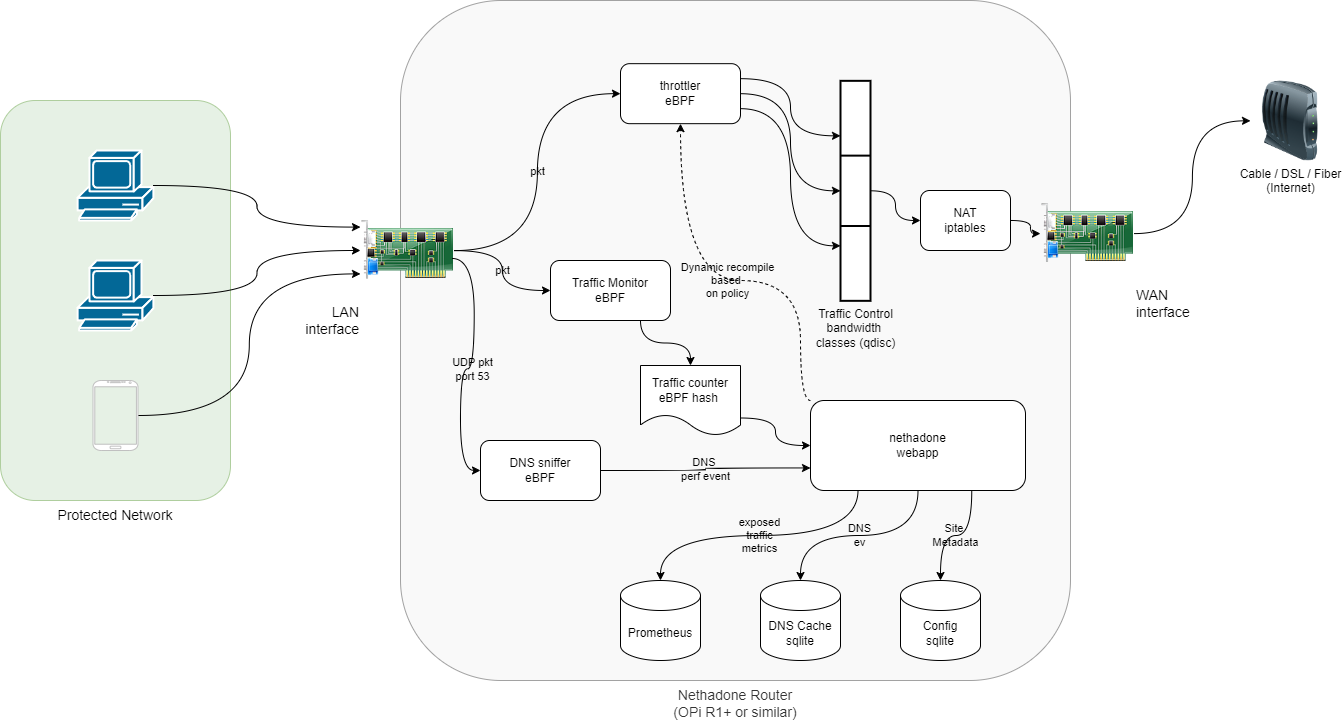 throttler
eBPF
Cable / DSL / Fiber
(Internet)
pkt
NAT
iptables
pkt
Traffic Monitor
eBPF
Dynamic recompile
based
on policy
LAN
interface
WAN
interface
Traffic Control
bandwidth
classes (qdisc)
UDP pkt
port 53
Traffic counter
eBPF hash
nethadone
webapp
DNS sniffer
eBPF
DNS
perf event
Protected Network
exposed
traffic
metrics
DNS
ev
Site
Metadata
Prometheus
DNS Cache
sqlite
Config
sqlite
Nethadone Router
(OPi R1+ or similar)